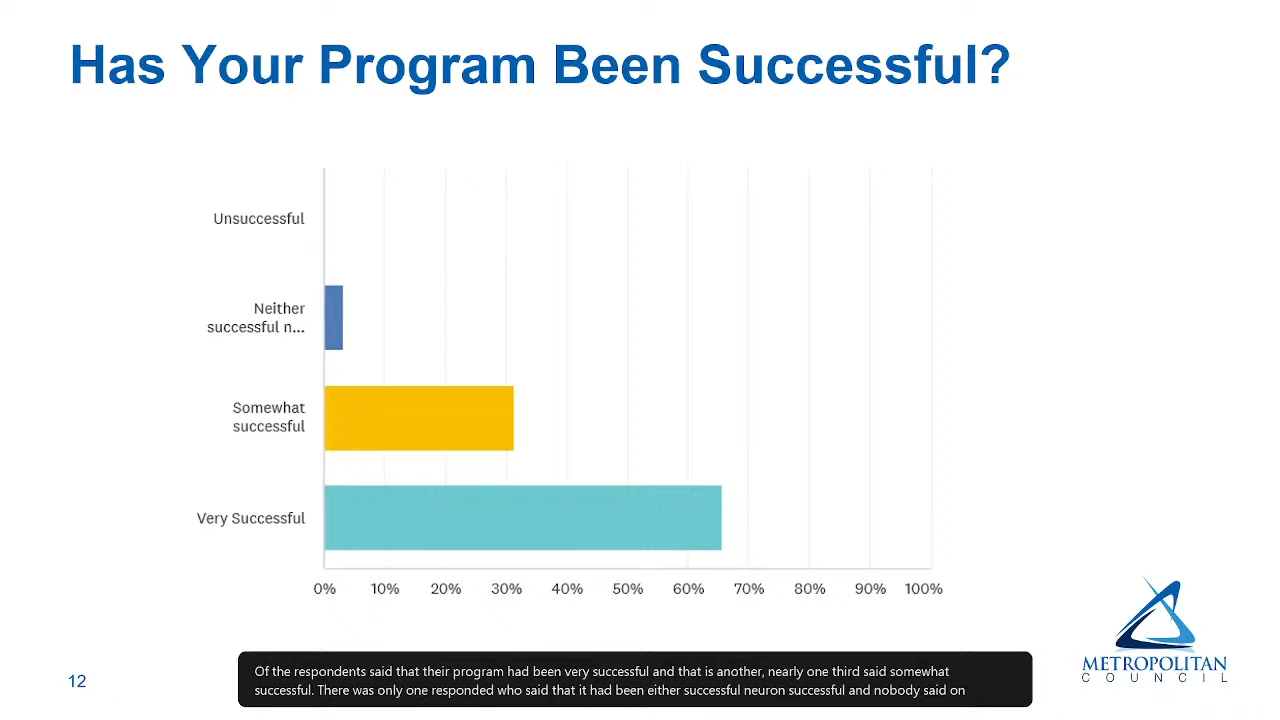 Has Your Program Been Successful?
Unsuccessful
Neither
successful n...
Somewhat
successful
Very Successful
0% 10% 20% 30% 40% 50% 60% 70% 80% 90% 100%
Of the respondents said that their program had been very successful and that is another, nearly one third said somewhat
successful. There was only one responded who said that it had been either successful neuron successful and nobody said on
12
METROPOLITAN
COUNCIL